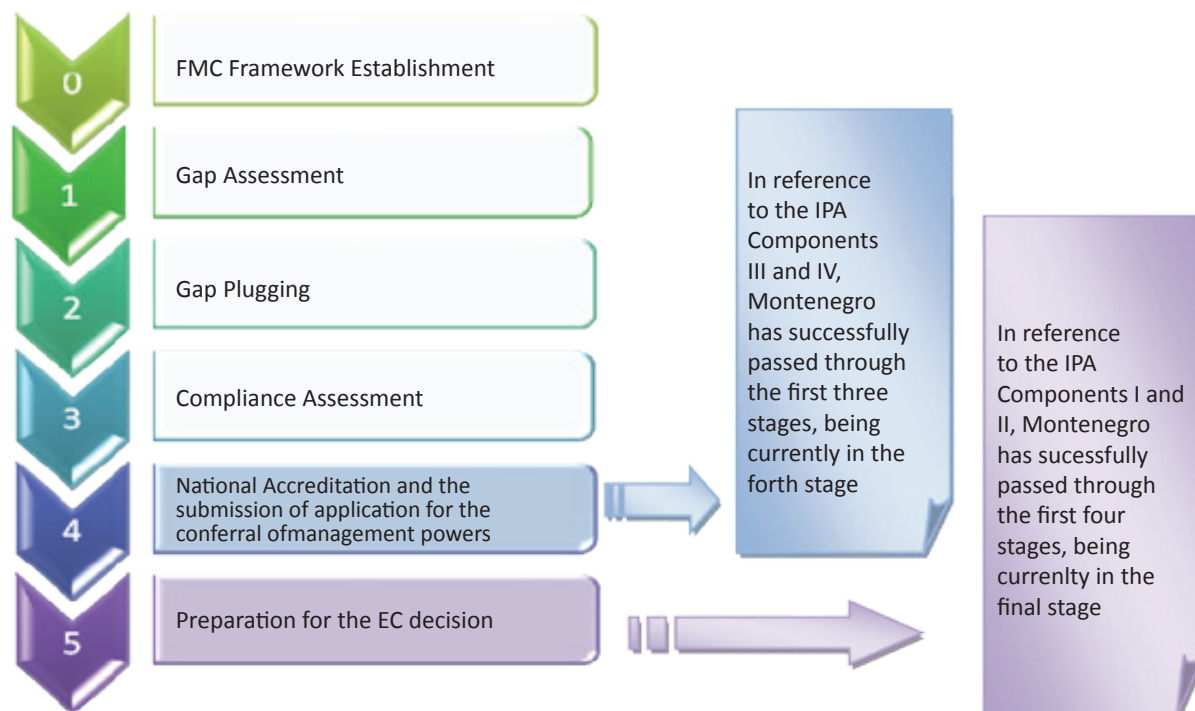 0
FMC Framework Establishment
1
Gap Assessment
2
Gap Plugging
3
Compliance Assessment
4
National Accreditation and the
submission of application for the
conferral ofmanagement powers
5
Preparation for the EC decision
In reference
to the IPA
Components
III and IV,
Montenegro
has successfully
passed through
the first three
stages, being
currently in the
forth stage
In reference
to the IPA
Components I and
II, Montenegro
has sucessfully
passed through
the first four
stages, being
currenlty in the
final stage